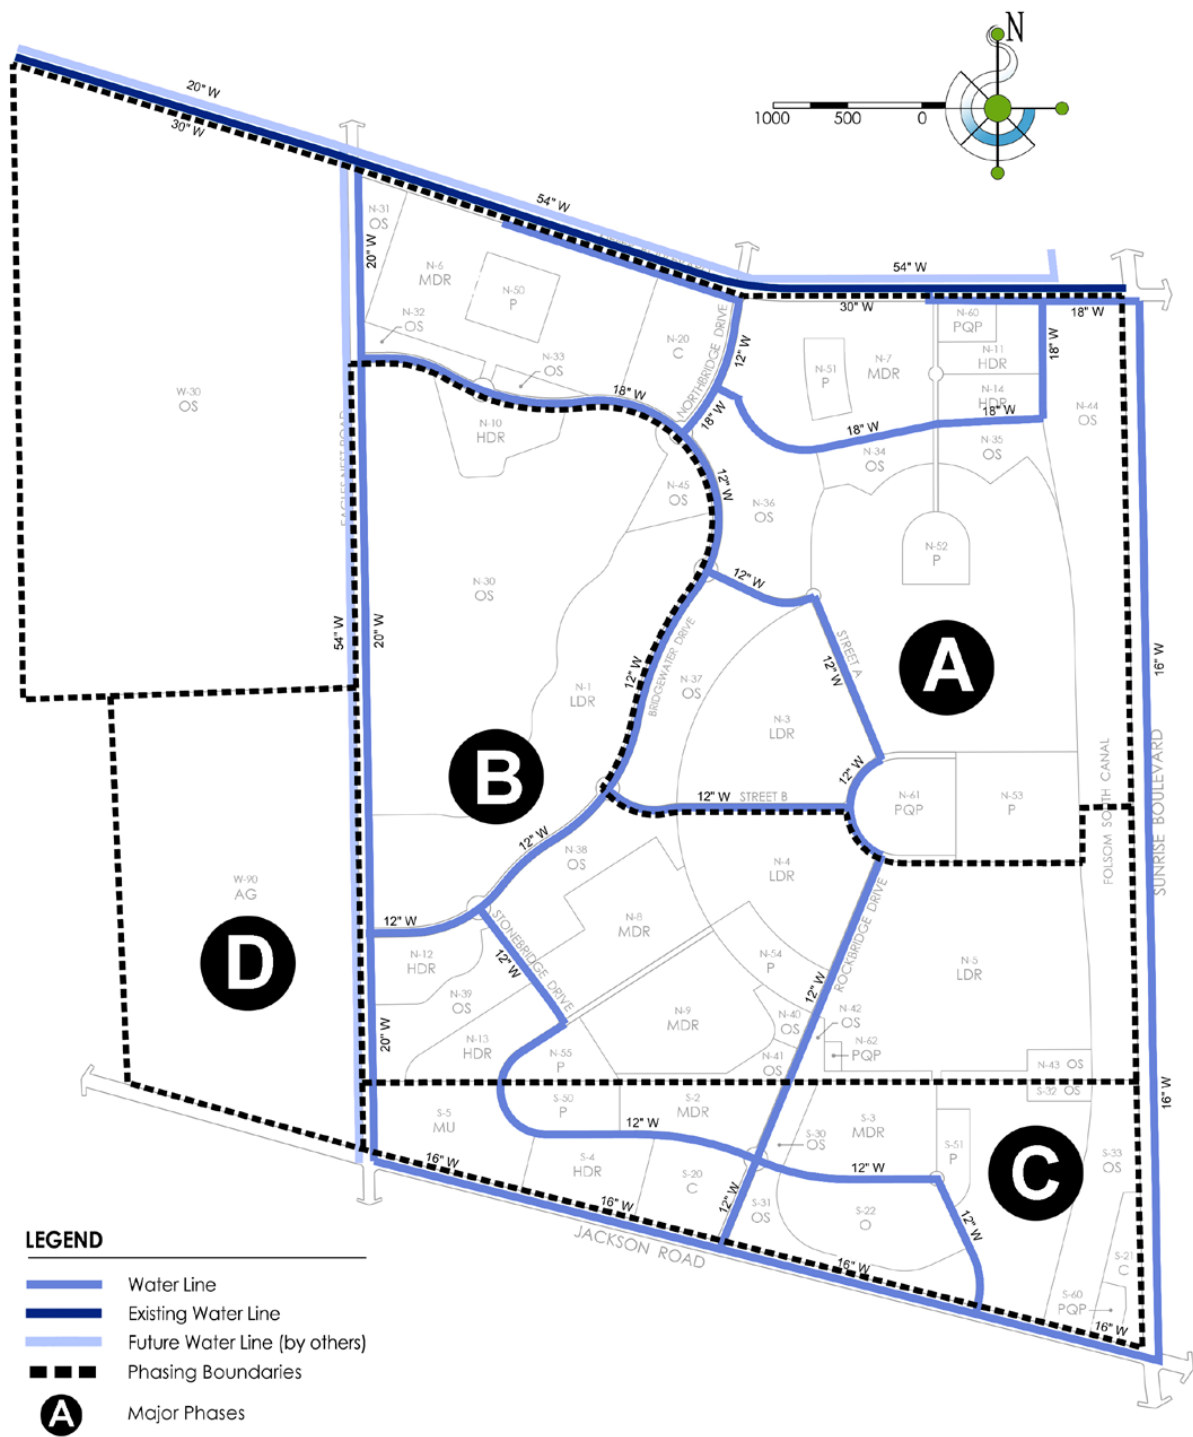 N
1000 500 0
20" W
30" W
54" W
54" W
30" W
18" W
N-31
OS
20" W
N-6
MDR
N-50
P
N-32
OS
N-33
OS
N-20
C
NORTHBRIDGE DRIVE
12" W
N-60
PQP
N-11
HDR
18" W
N-51
P
N-7
MDR
N-14
HDR
18" W
N-44
OS
W-30
OS
18" W
18" W
18" W
N-10
HDR
N-34
OS
N-35
OS
EAGLES NEST ROAD
N-45
OS
12" W
N-36
OS
N-52
P
N-30
OS
12" W
54" W
20" W
12" W
BRIDGEWATER DRIVE
N-37
OS
STREET A
12" W
A
16" W
N-1
LDR
N-3
LDR
B
12" W
12" W
STREET B
N-61
PQP
N-53
P
FOLSOM SOUTH CANAL
SUNRISE BOULEVARD
12" W
N-38
OS
N-4
LDR
W-90
AG
12" W
STONEBRIDGE DRIVE
N-8
MDR
ROCKBRIDGE DRIVE
D
N-12
HDR
12" W
N-54
P
12" W
N-5
LDR
N-39
OS
N-9
MDR
N-40
OS
N-42
OS
20" W
N-13
HDR
N-55
P
N-41
OS
N-62
PQP
N-43 OS
S-32 OS
16" W
S-5
MU
S-50
P
S-2
MDR
12" W
S-30
OS
S-3
MDR
S-51
P
C
S-33
OS
16" W
S-4
HDR
S-20
C
12" W
12" W
S-31
OS
S-22
O
12" W
16" W
JACKSON ROAD
16" W
S-21
C
S-60
PQP
16" W
LEGEND
Water Line
Existing Water Line
Future Water Line (by others)
Phasing Boundaries
A Major Phases